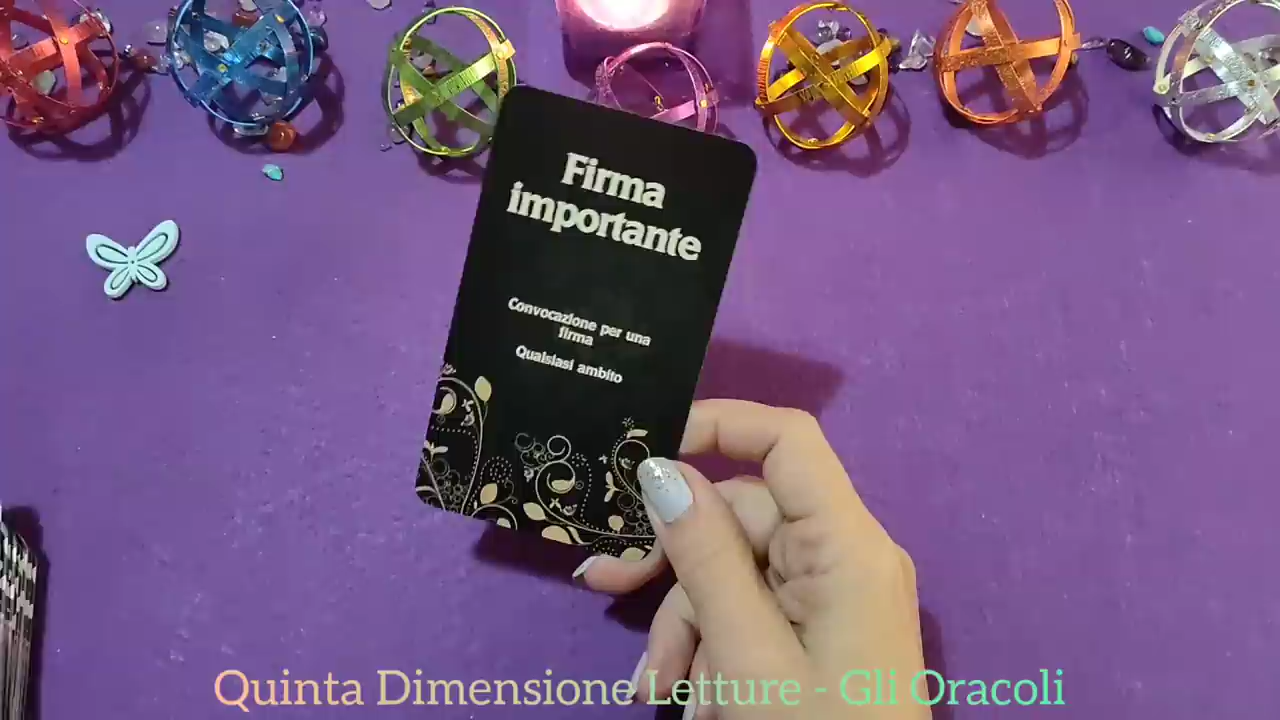 Firma
importante
Convocazione per una
firma
Qualsiasi ambito
Quinta Dimensione Letture - Gli Oracoli